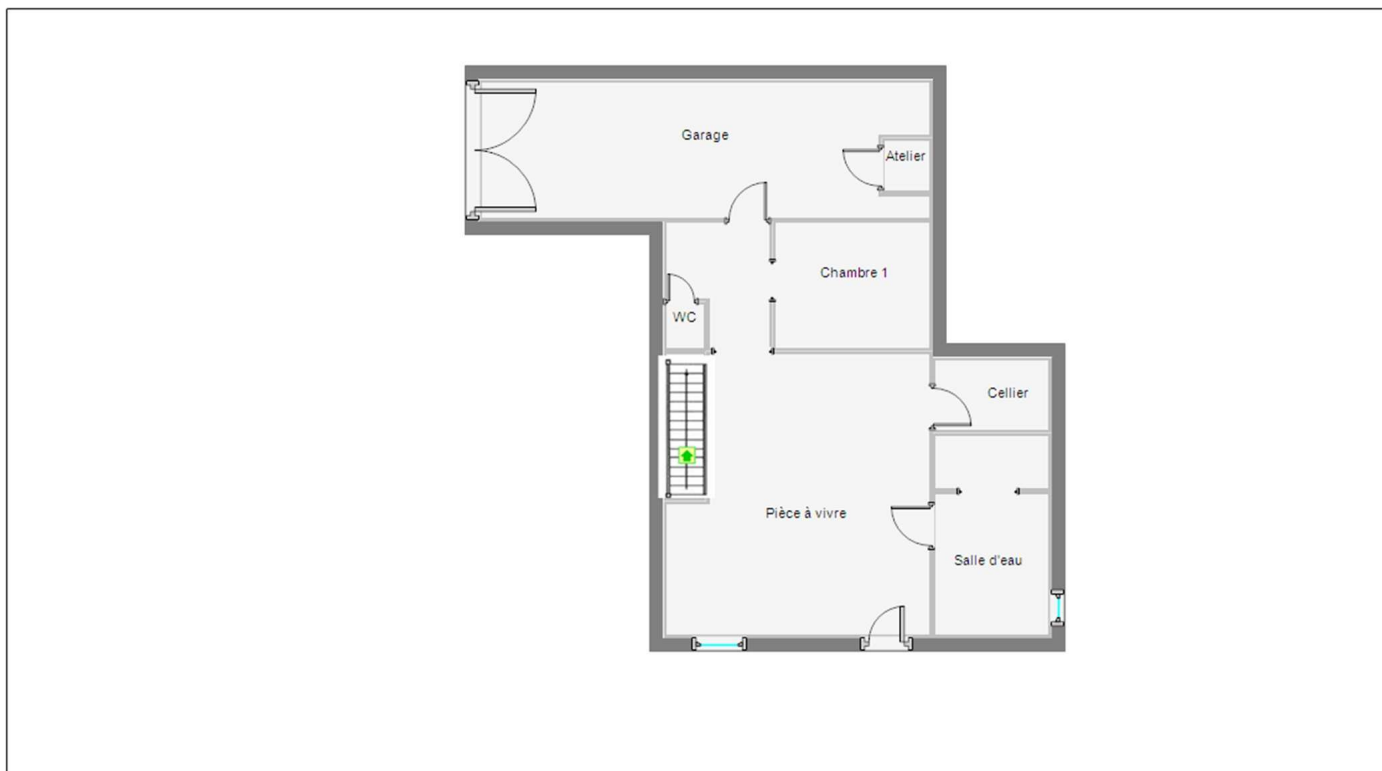 Garage
Atelier
Chambre 1
WC
Cellier
Pièce à vivre
Salle d'eau